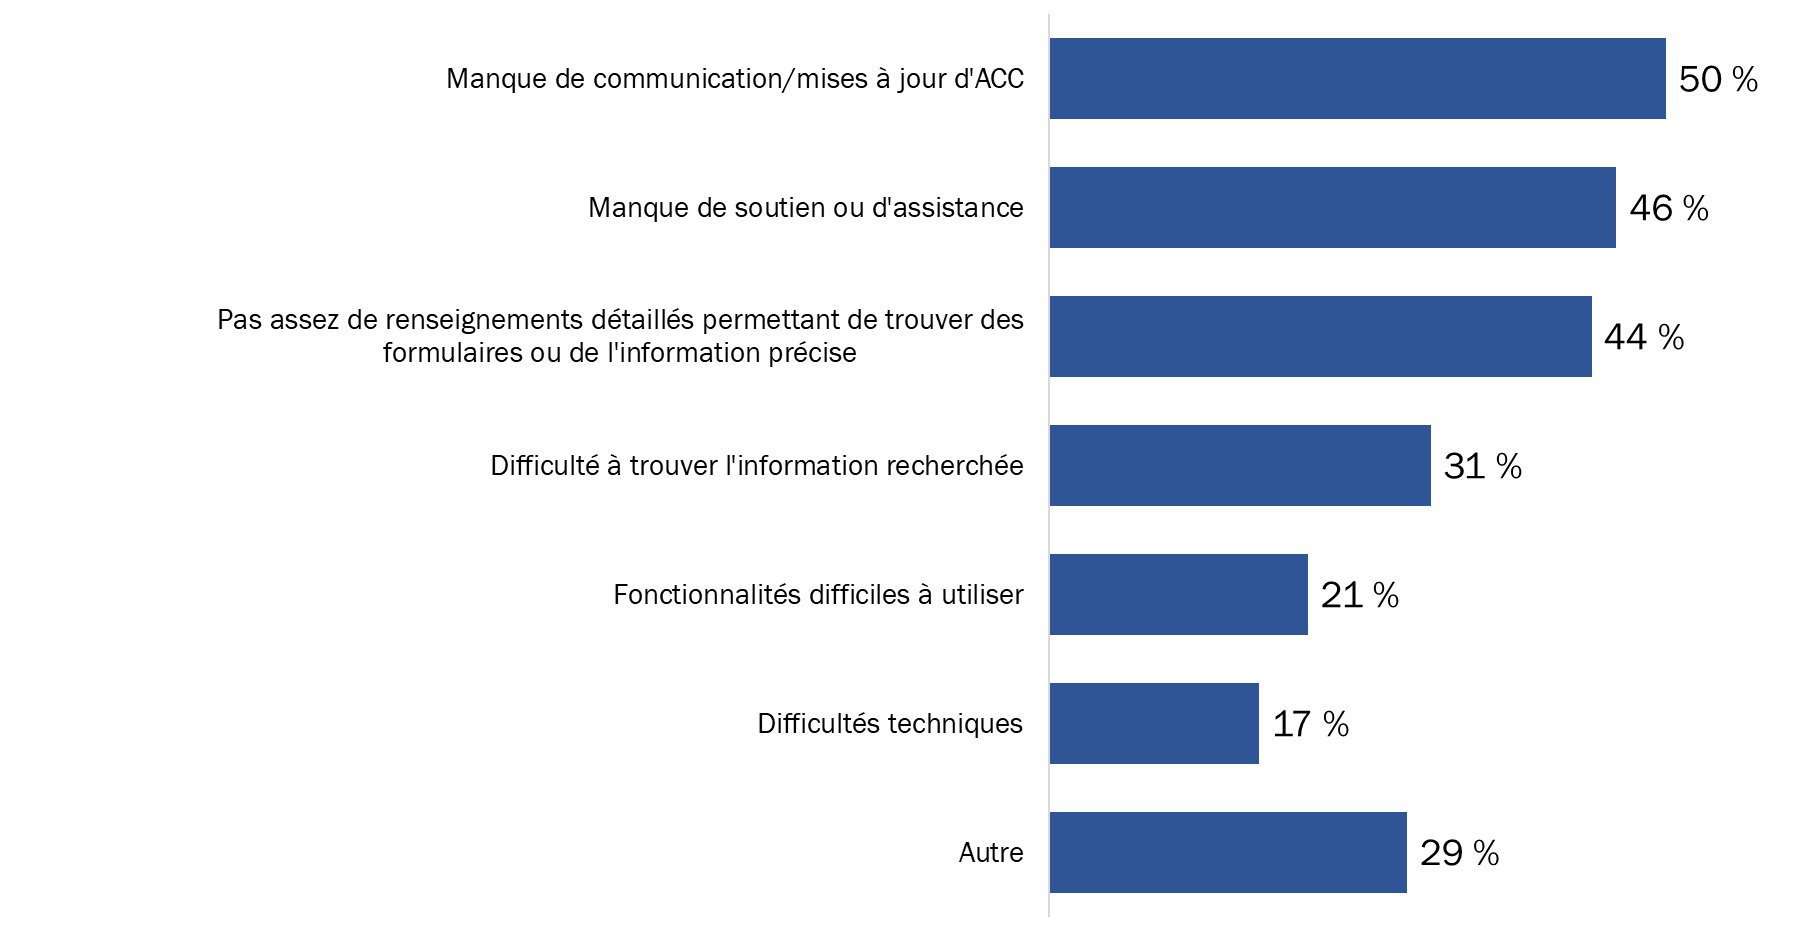 Manque de communication/mises à jour d'ACC
50 %
Manque de soutien ou d'assistance
46 %
Pas assez de renseignements détaillés permettant de trouver des
formulaires ou de l'information précise
44 %
Difficulté à trouver l'information recherchée
31 %
Fonctionnalités difficiles à utiliser
21 %
Difficultés techniques
17 %
Autre
29 %